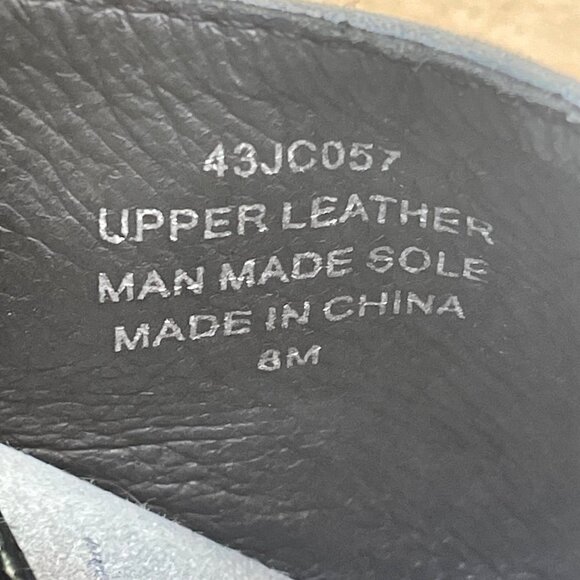 43JC057
UPPER LEATHER
MAN MADE SOLE
MADE IN CHINA
8M